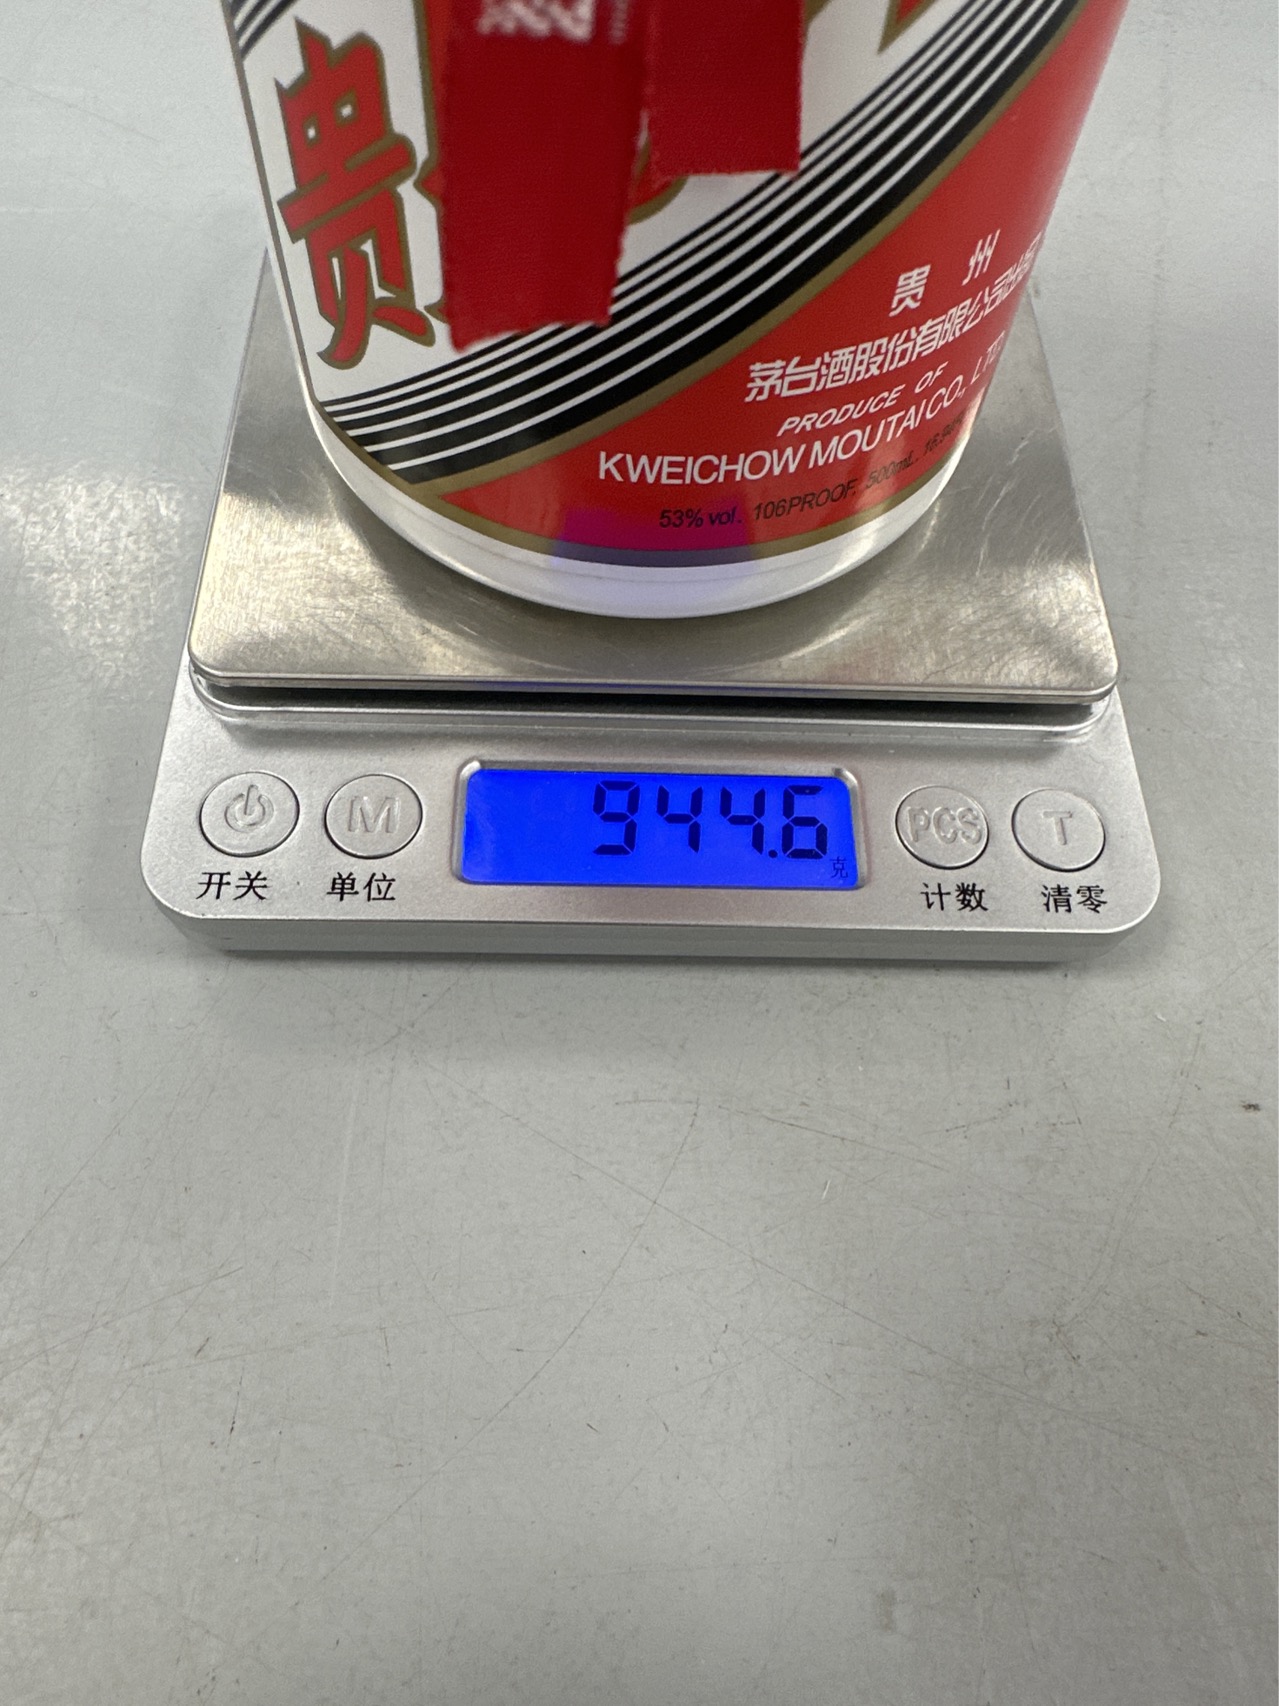 贵
贵 州
茅台酒股份有限公司出品
PRODUCE OF
KWEICHOW MOUTAI CO., LTD
53% vol. 106PROOF, 500mL,
944.6
克
M
PCS
T
开关
单位
计数
清零